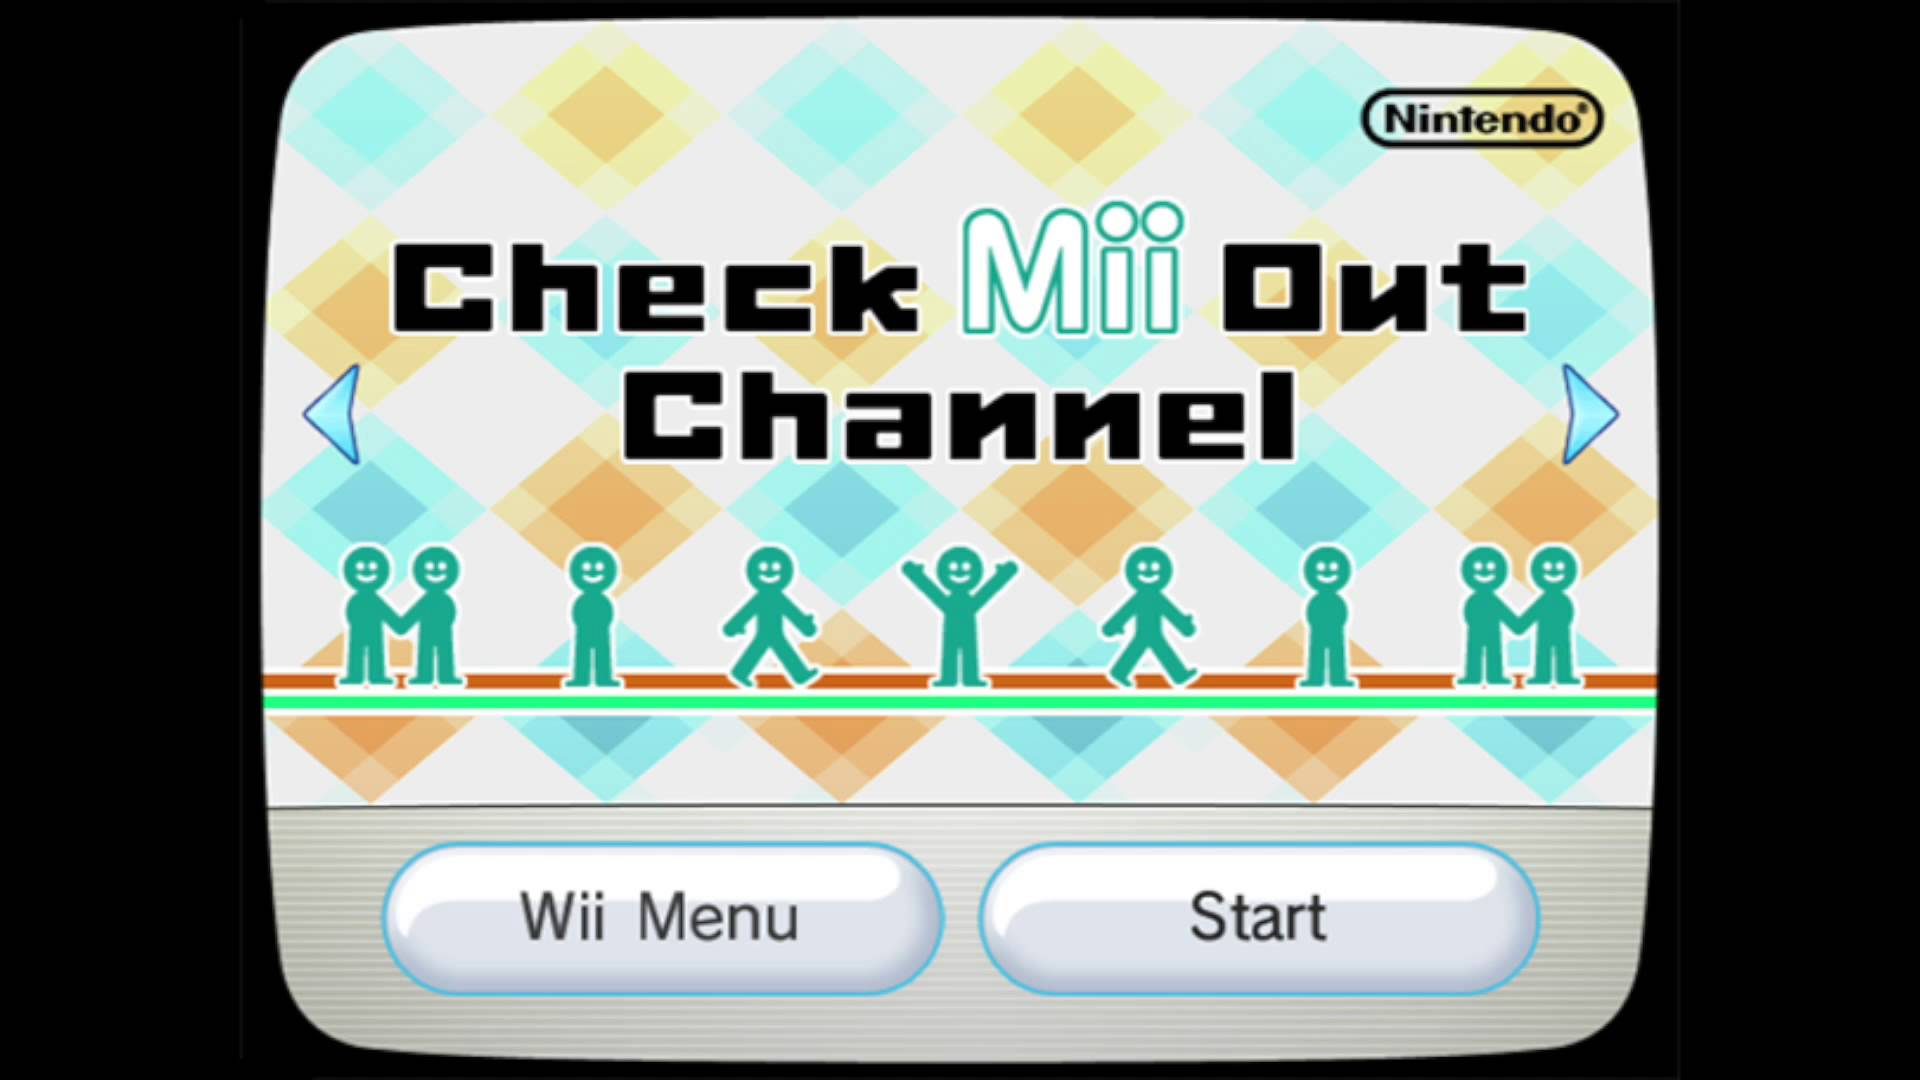 Nintendo®
Check Mii Out
Channel
Wii Menu
Start